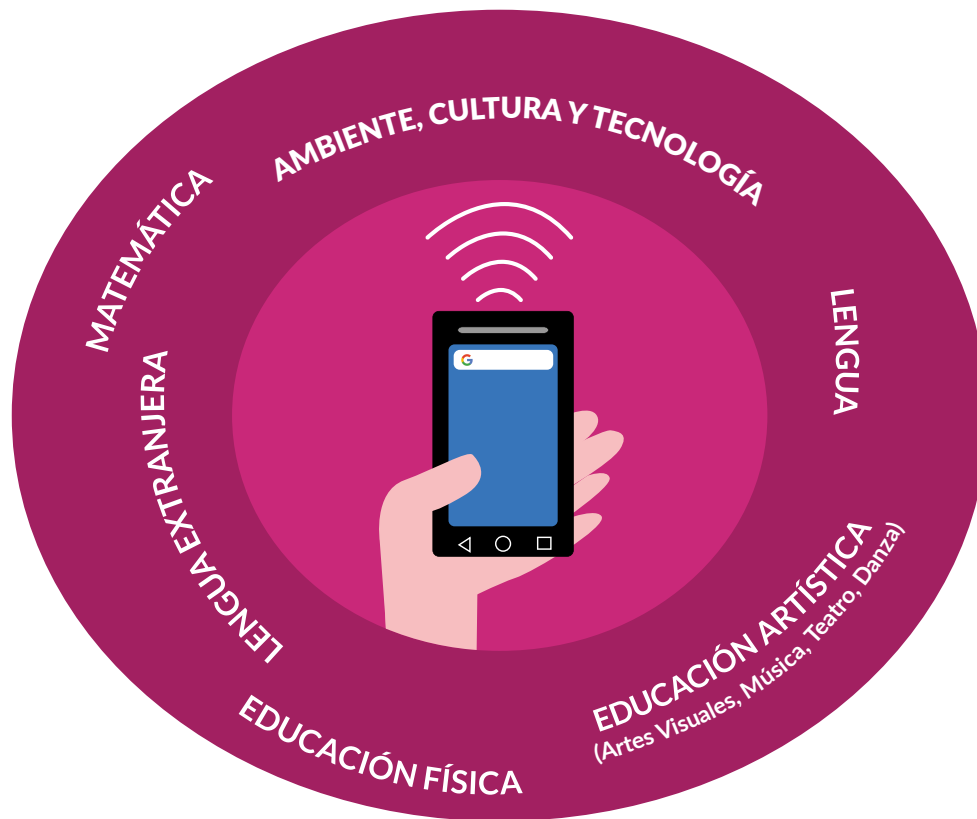 AMBIENTE, CULTURA Y TECNOLOGÍA
LENGUA
EDUCACIÓN ARTÍSTICA
(Artes Visuales, Música, Teatro, Danza)
EDUCACIÓN FÍSICA
LENGUA EXTRANJERA
MATEMÁTICA
G